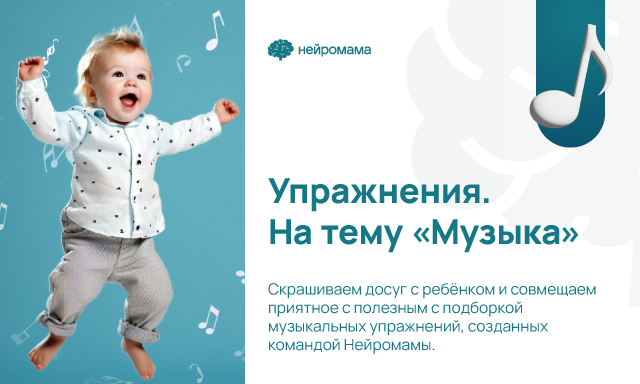 нейромама
Упражнения.
На тему «Музыка»
Скрашиваем досуг с ребёнком и совмещаем
приятное с полезным с подборкой
музыкальных упражнений, созданных
командой Нейромамы.